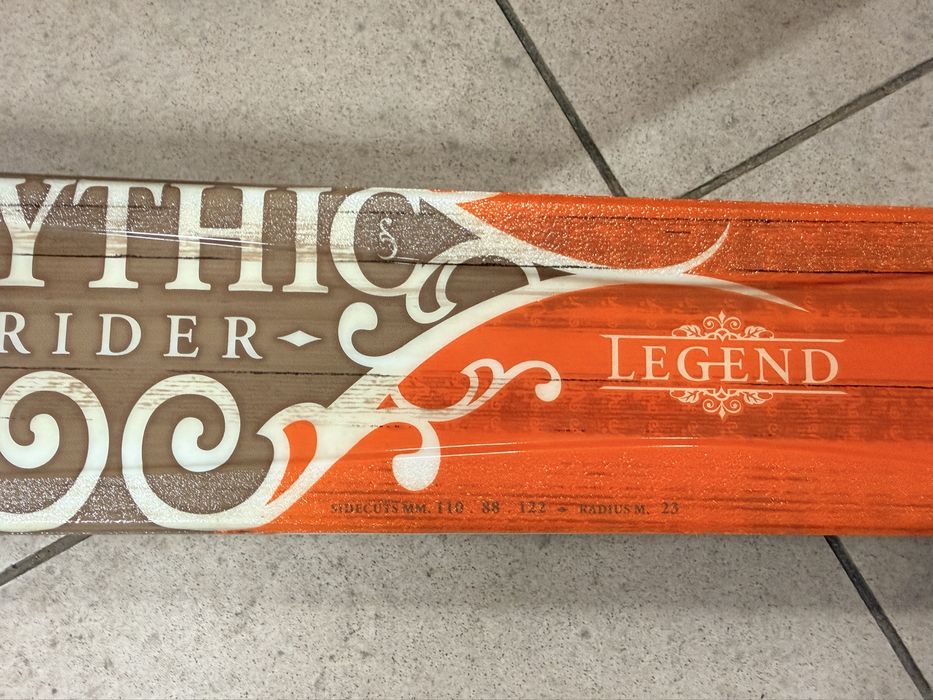 YTHIC
RIDER
LEGEND
SIDECUTS MM. 110 . 88 . 122 RADIUS M. 23